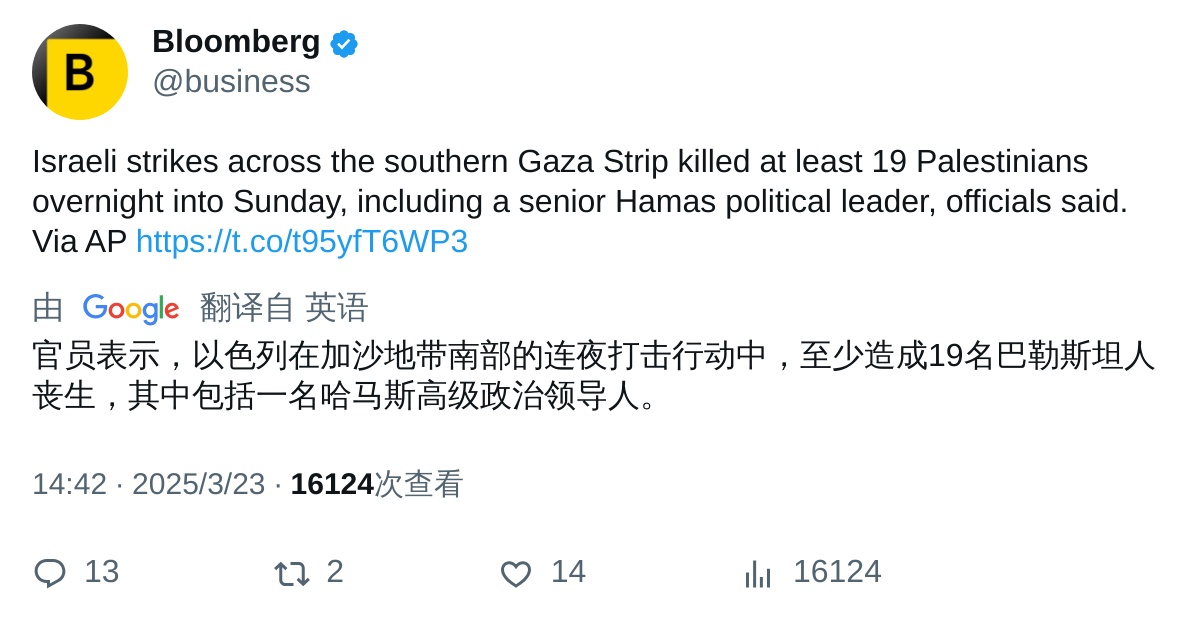 B
Bloomberg
@business
Israeli strikes across the southern Gaza Strip killed at least 19 Palestinians
overnight into Sunday, including a senior Hamas political leader, officials said.
Via AP https://t.co/t95yfT6WP3
由 Google 翻译自 英语
官员表示，以色列在加沙地带南部的连夜打击行动中，至少造成19名巴勒斯坦人
丧生，其中包括一名哈马斯高级政治领导人。
14:42 · 2025/3/23 · 16124次查看
13 2 14 16124